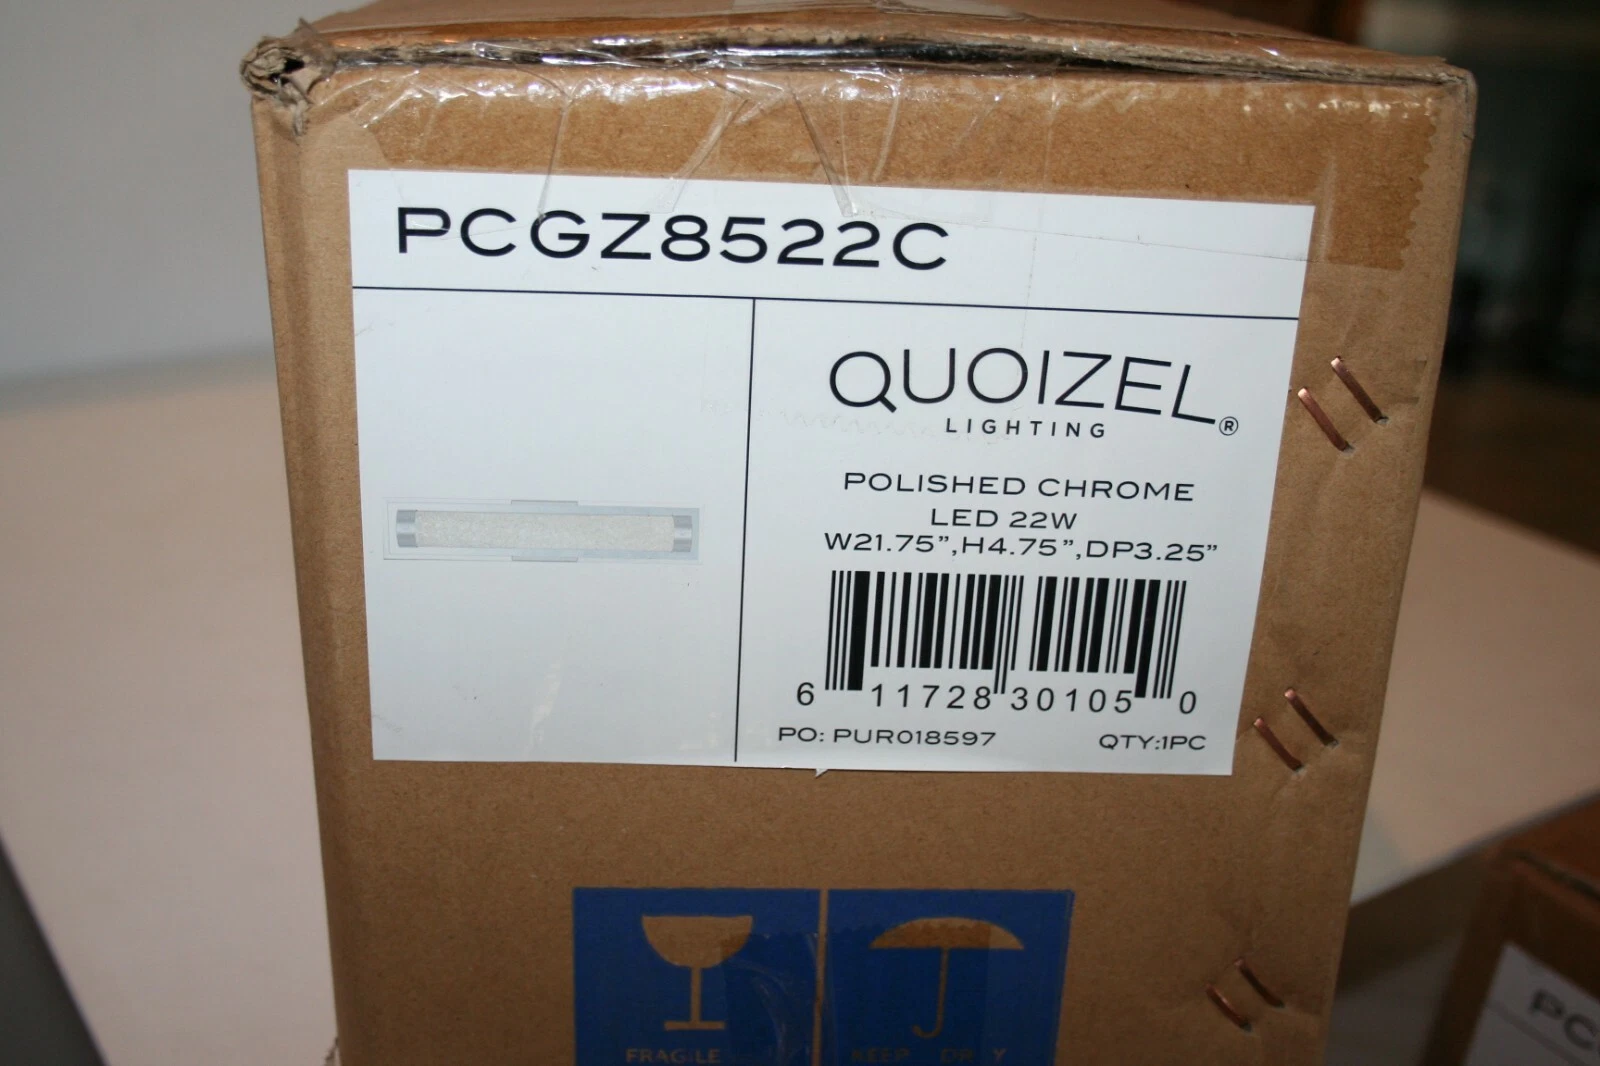 PCGZ8522C
QUOIZEL®
LIGHTING
POLISHED CHROME
LED 22W
W21.75”,H4.75”,DP3.25”
6 11728 30105 0
PO: PUR018597 QTY:1PC
FRAGILE KEEP DRY
PC